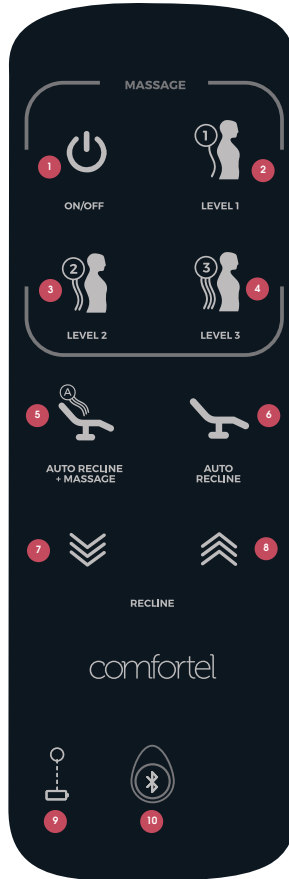 MASSAGE
1
ON/OFF
1
2
LEVEL 1
3
2
LEVEL 2
3
4
LEVEL 3
5
A
AUTO RECLINE
+ MASSAGE
6
AUTO
RECLINE
7
8
RECLINE
comfortel
9
10